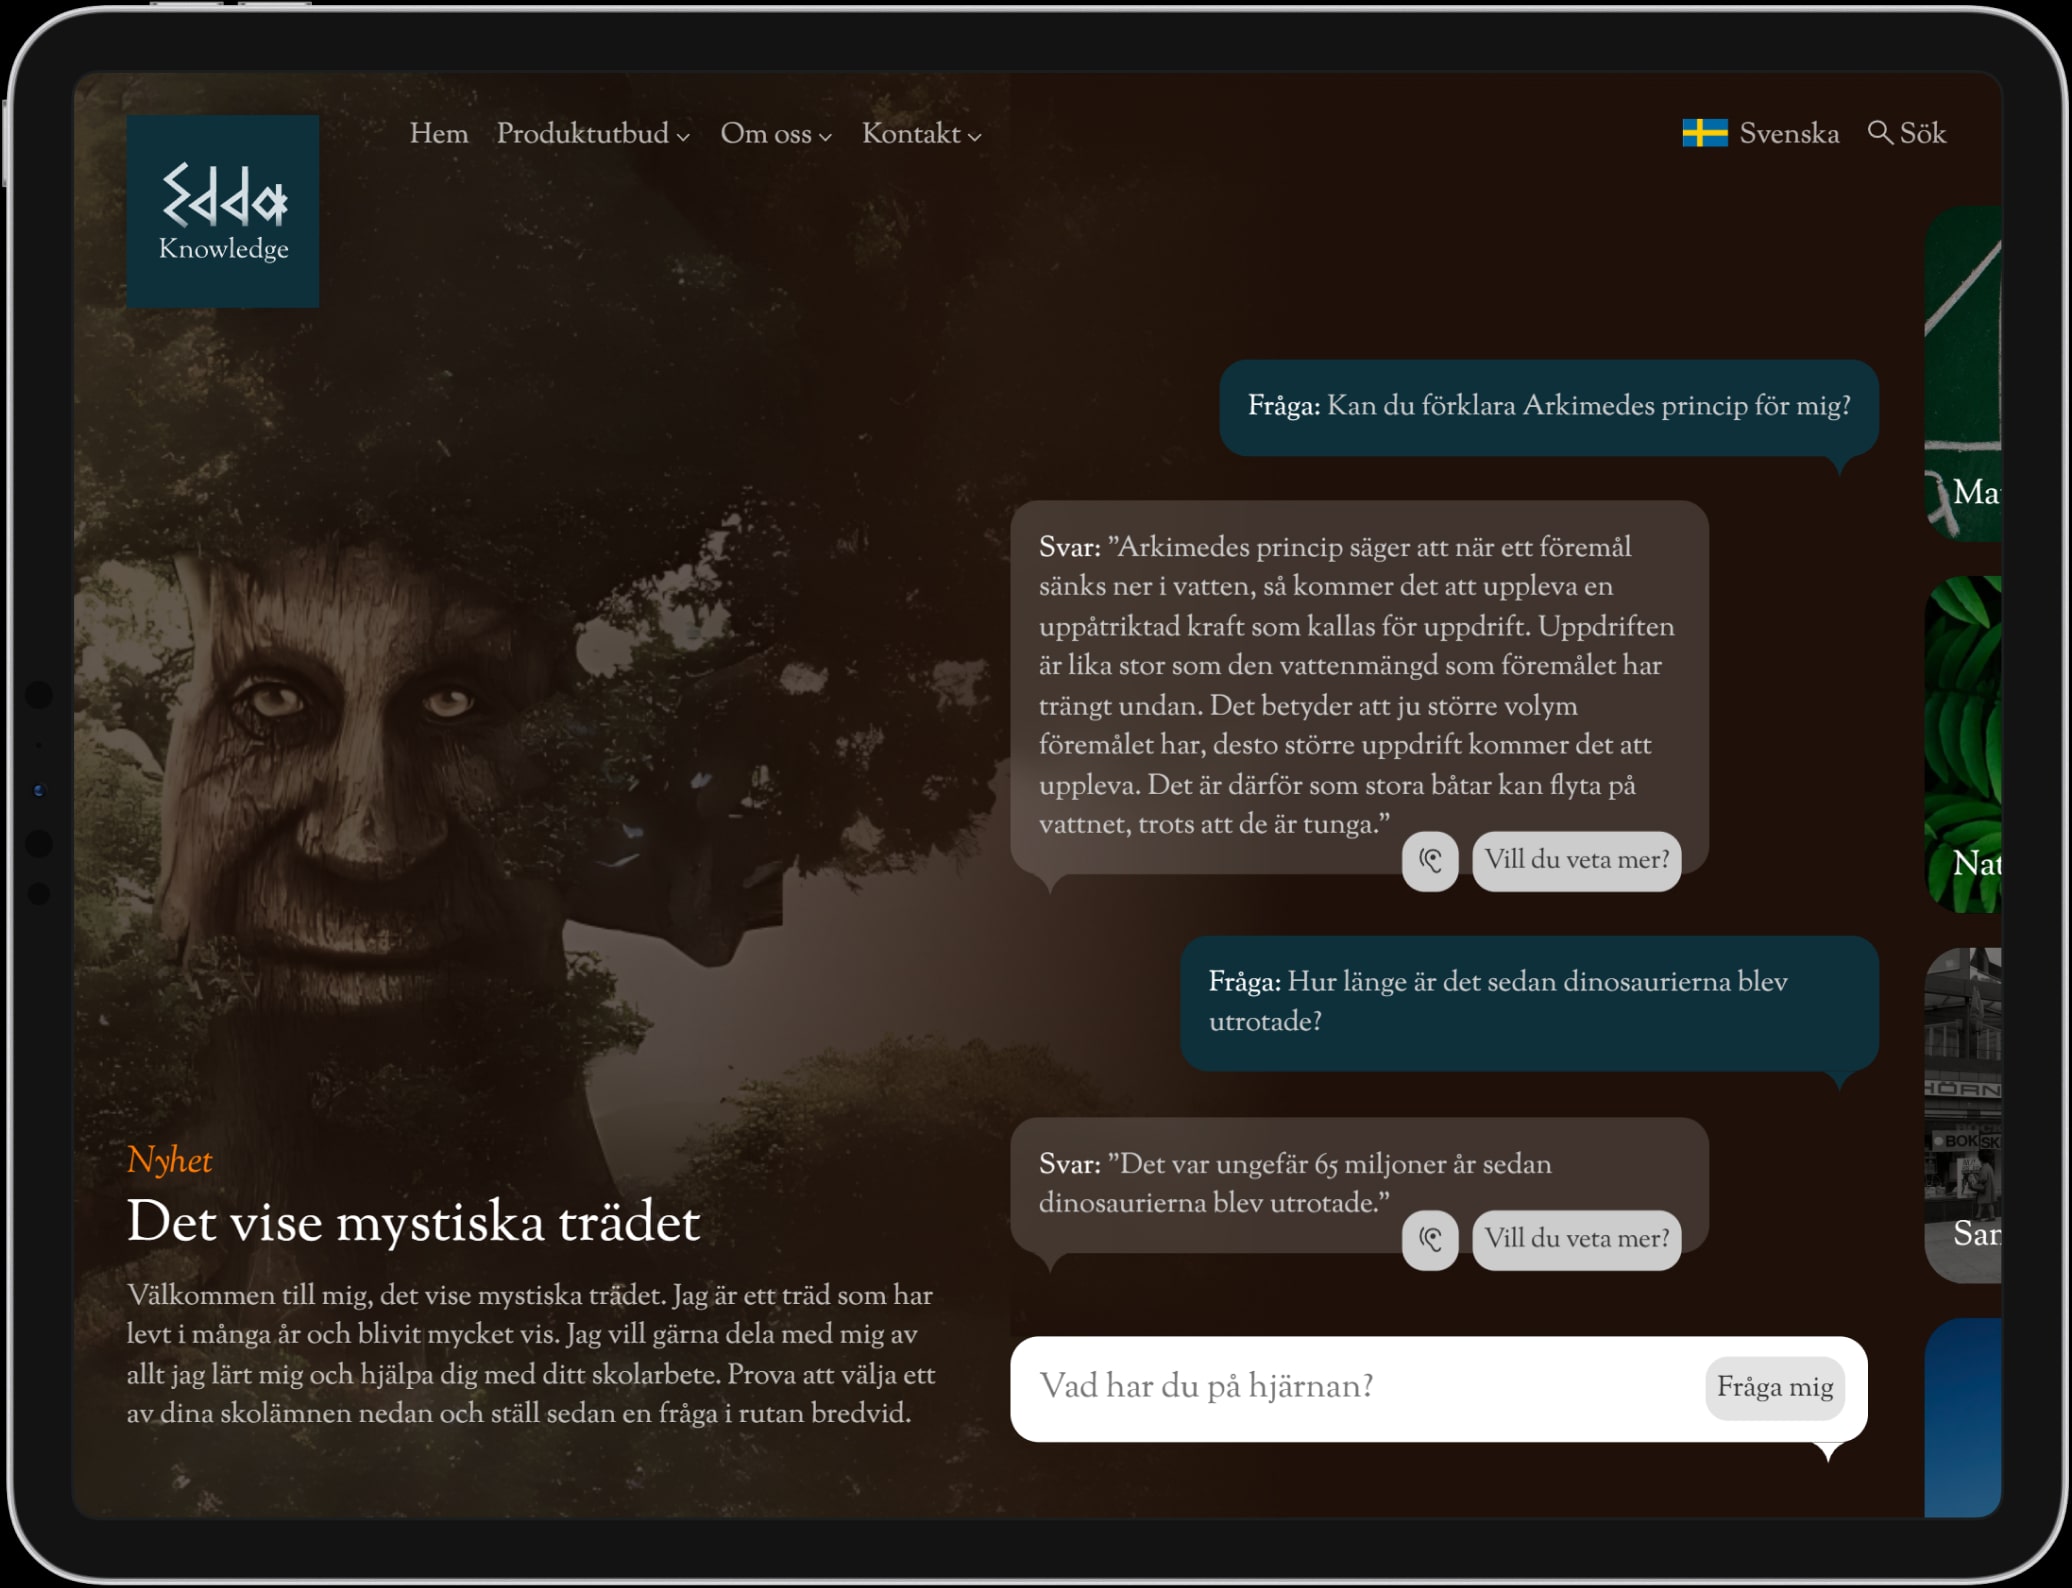 Edda
Knowledge
Hem
Produktutbud
Om oss
Kontakt
Svenska
Sök
Fråga: Kan du förklara Arkimedes princip för mig?
Svar: ”Arkimedes princip säger att när ett föremål
sänks ner i vatten, så kommer det att uppleva en
uppåtriktad kraft som kallas för uppdrift. Uppdriften
är lika stor som den vattenmängd som föremålet har
trängt undan. Det betyder att ju större volym
föremålet har, desto större uppdrift kommer det att
uppleva. Det är därför som stora båtar kan flyta på
vattnet, trots att de är tunga.”
Vill du veta mer?
Fråga: Hur länge är det sedan dinosaurierna blev
utrotade?
Svar: ”Det var ungefär 65 miljoner år sedan
dinosaurierna blev utrotade.”
Vill du veta mer?
Vad har du på hjärnan?
Fråga mig
Nyhet
Det vise mystiska trädet
Välkommen till mig, det vise mystiska trädet. Jag är ett träd som har
levt i många år och blivit mycket vis. Jag vill gärna dela med mig av
allt jag lärt mig och hjälpa dig med ditt skolarbete. Prova att välja ett
av dina skolämnen nedan och ställ sedan en fråga i rutan bredvid.